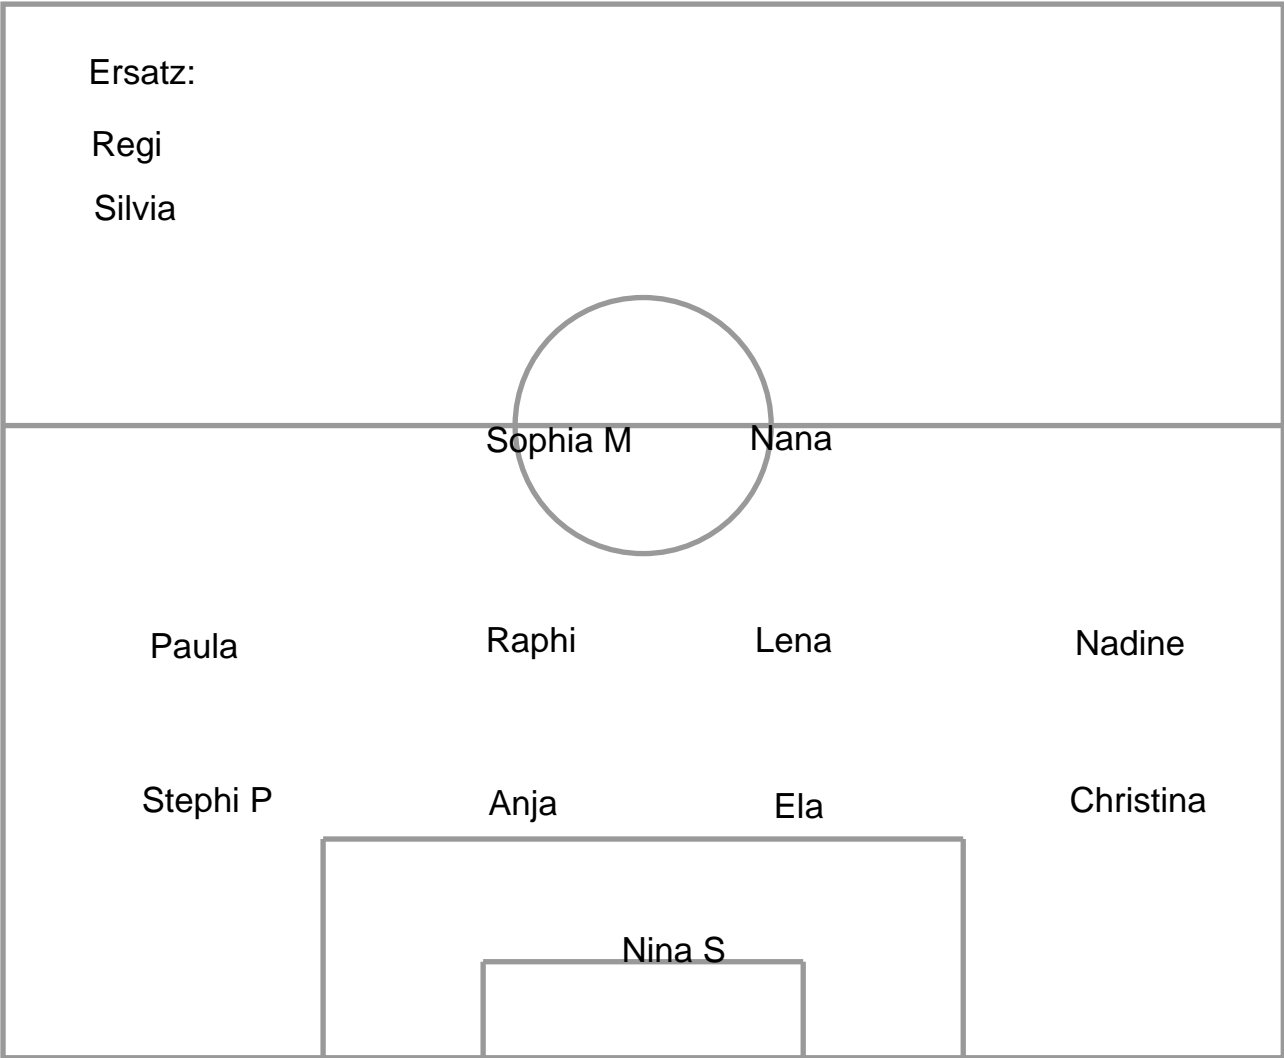 Ersatz:
Regi
Silvia
Sophia M Nana
Paula Raphi Lena Nadine
Stephi P Anja Ela Christina
Nina S